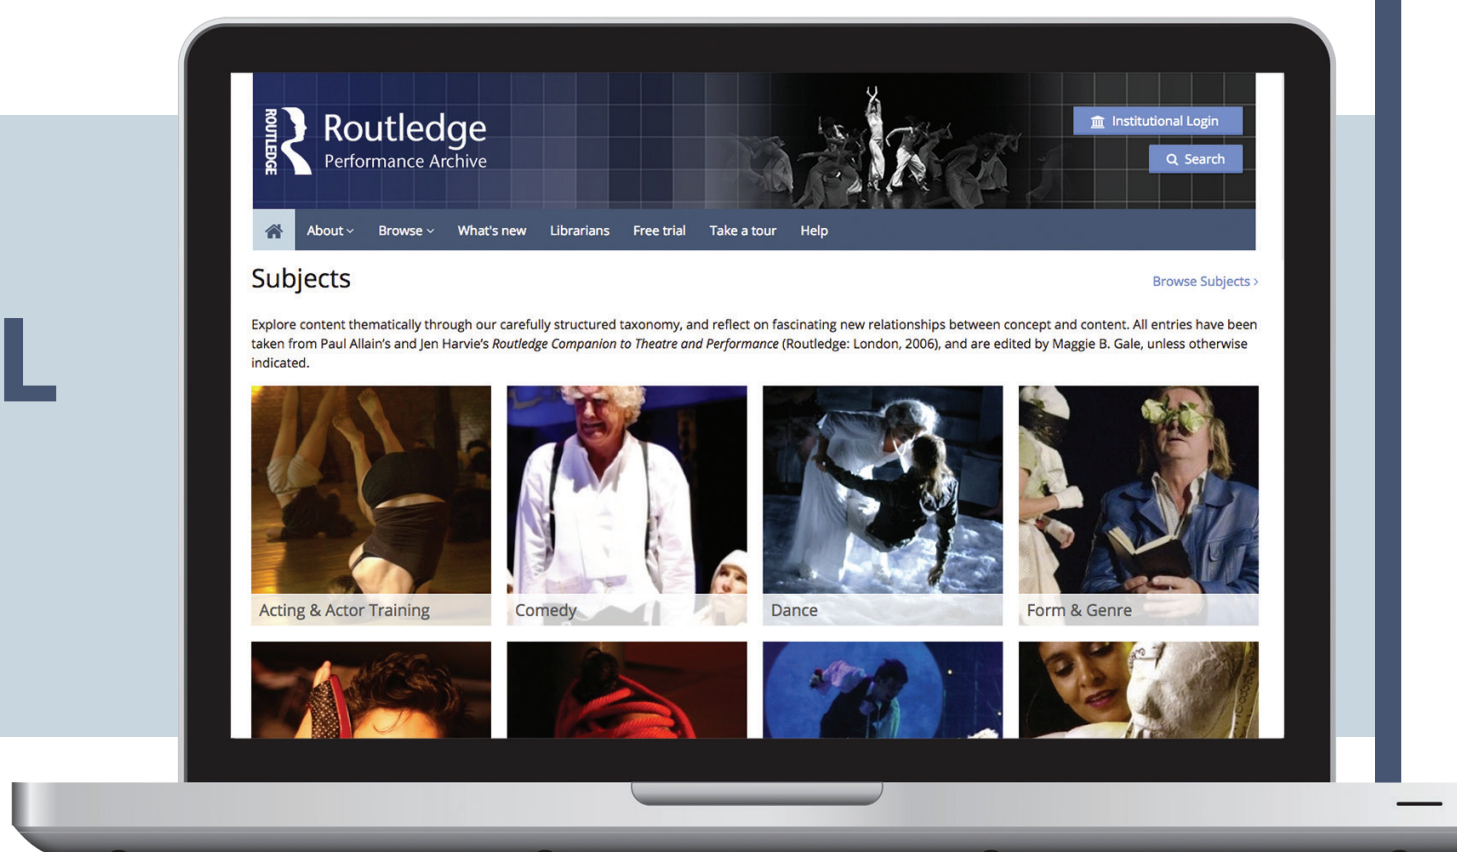 L
ROUTLEDGE
Routledge
Performance Archive
Institutional Login
Search
About
Browse
What's new
Librarians
Free trial
Take a tour
Help
Subjects
Browse Subjects >
Explore content thematically through our carefully structured taxonomy, and reflect on fascinating new relationships between concept and content. All entries have been
taken from Paul Allain's and Jen Harvie's Routledge Companion to Theatre and Performance (Routledge: London, 2006), and are edited by Maggie B. Gale, unless otherwise
indicated.
Acting & Actor Training
Comedy
Dance
Form & Genre